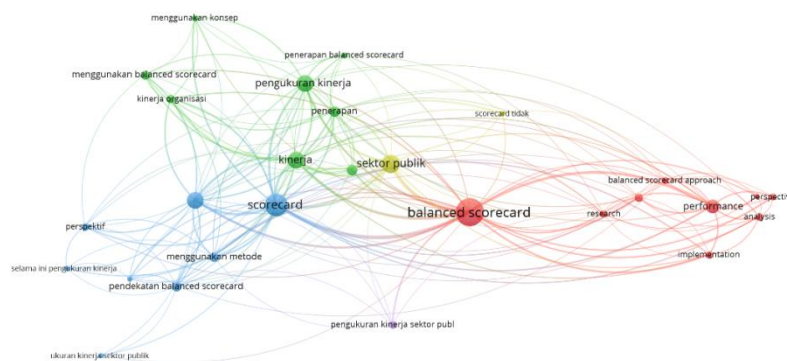 menggunakan konsep
penerapan balanced scorecard
menggunakan balanced scorecard
pengukuran kinerja
kinerja organisasi
penerapan
scorecard tidak
kinerja
sektor publik
balanced scorecard approach
perspectiv
scorecard
balanced scorecard
research
performance
analysis
perspektif
menggunakan metode
implementation
selama ini pengukuran kinerja
pendekatan balanced scorecard
pengukuran kinerja sektor publ
ukuran kinerja sektor publik